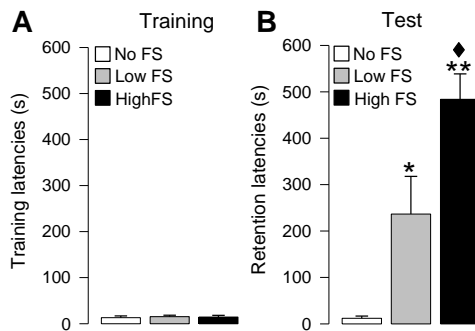 A Training
Training latencies (s)
600
500
400
300
200
100
0
No FS
Low FS
HighFS
B Test
Retention latencies (s)
600
500
400
300
200
100
0
No FS
Low FS
High FS
*
♦
**